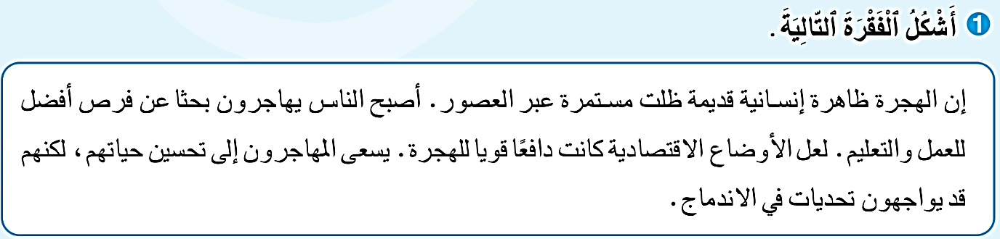 1 أَشْكُلُ ٱلْفَقْرَةَ ٱلتّالِيَةَ .
إن الهجرة ظاهرة إنسانية قديمة ظلت مستمرة عبر العصور . أصبح الناس يهاجرون بحثا عن فرص أفضل
للعمل والتعليم . لعل الأوضاع الاقتصادية كانت دافعًا قويا للهجرة . يسعى المهاجرون إلى تحسين حياتهم ، لكنهم
قد يواجهون تحديات في الاندماج .